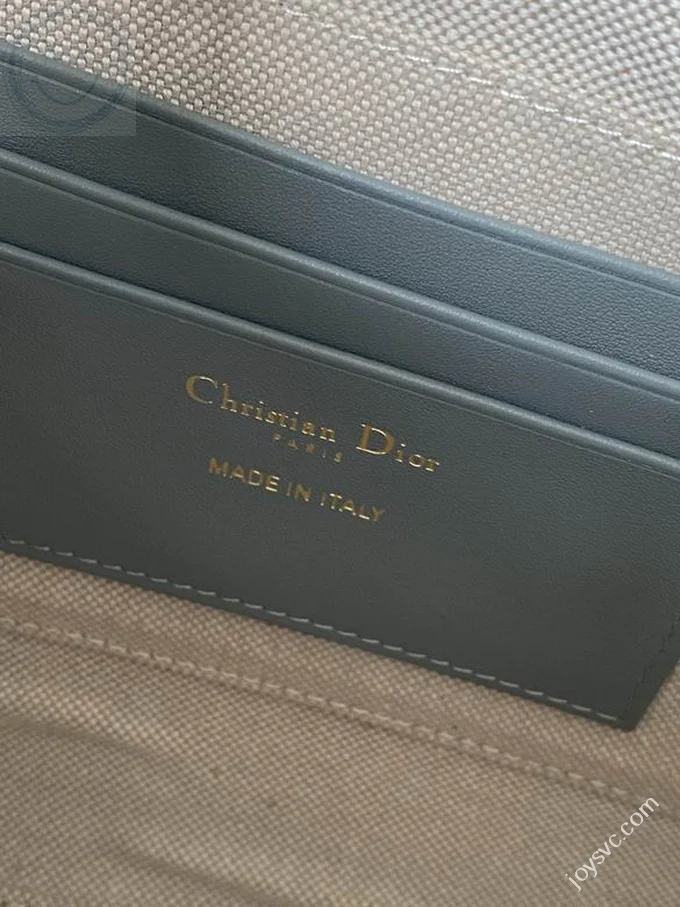 Christian Dior
PARIS
MADE IN ITALY
joysvc.com